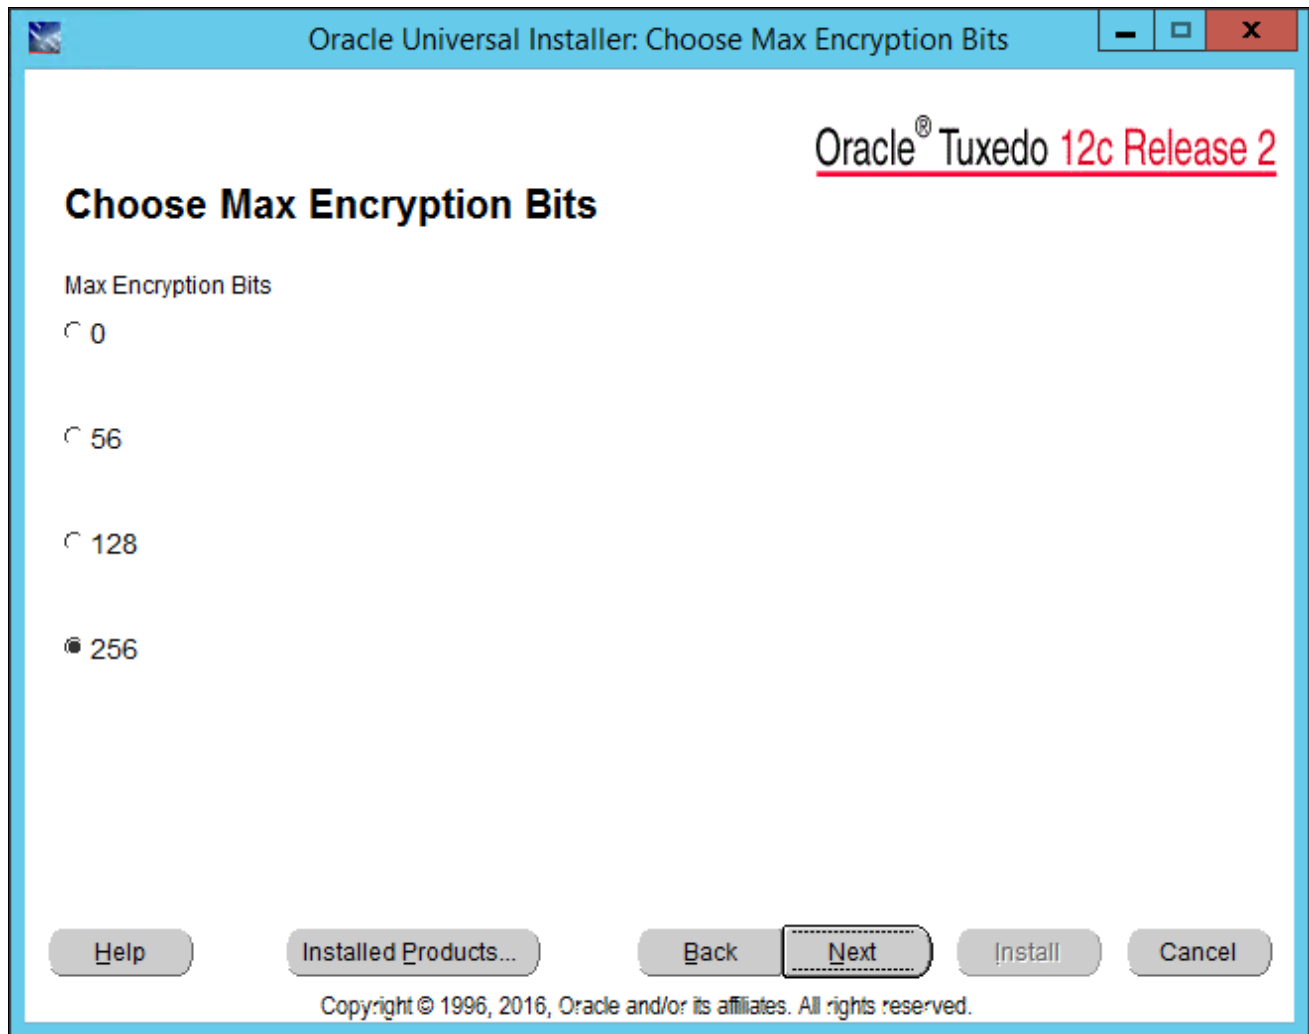 Oracle Universal Installer: Choose Max Encryption Bits
Oracle® Tuxedo 12c Release 2
Choose Max Encryption Bits
Max Encryption Bits
0
56
128
256
Help Installed Products... Back Next Install Cancel
Copyright © 1996, 2016, Oracle and/or its affiliates. All rights reserved.